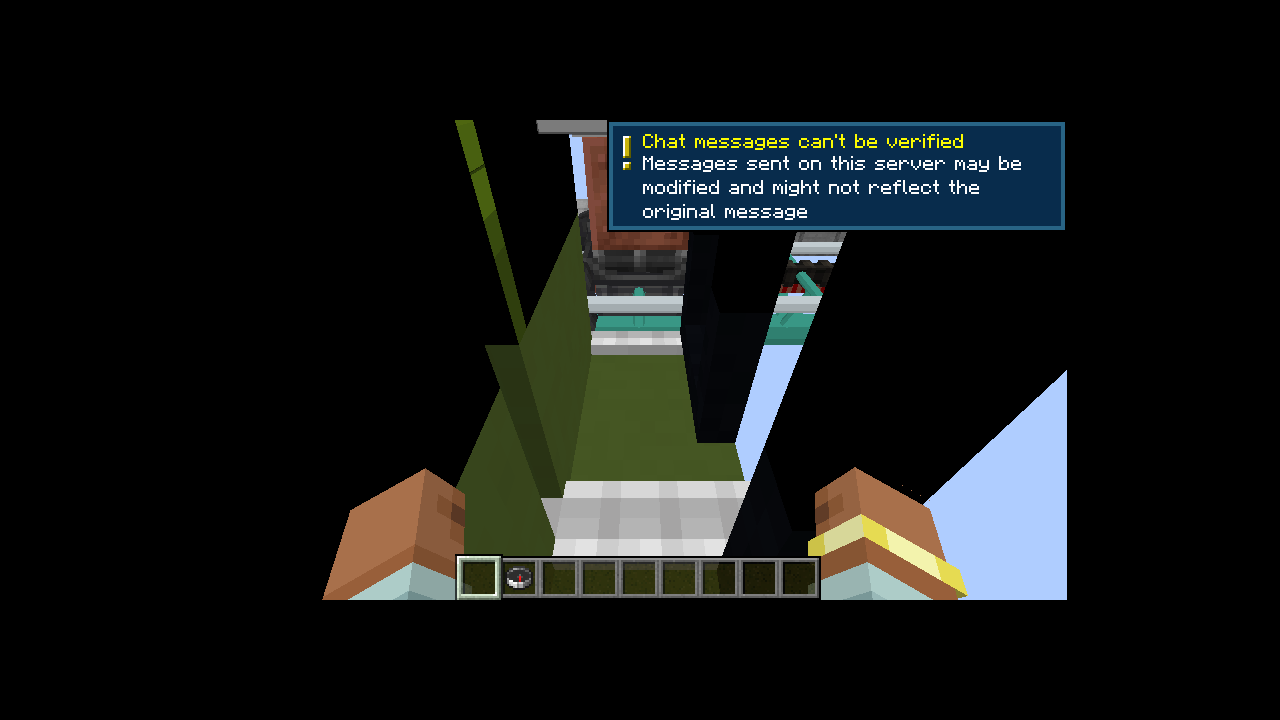 Chat messages can't be verified
Messages sent on this server may be
modified and might not reflect the
original message